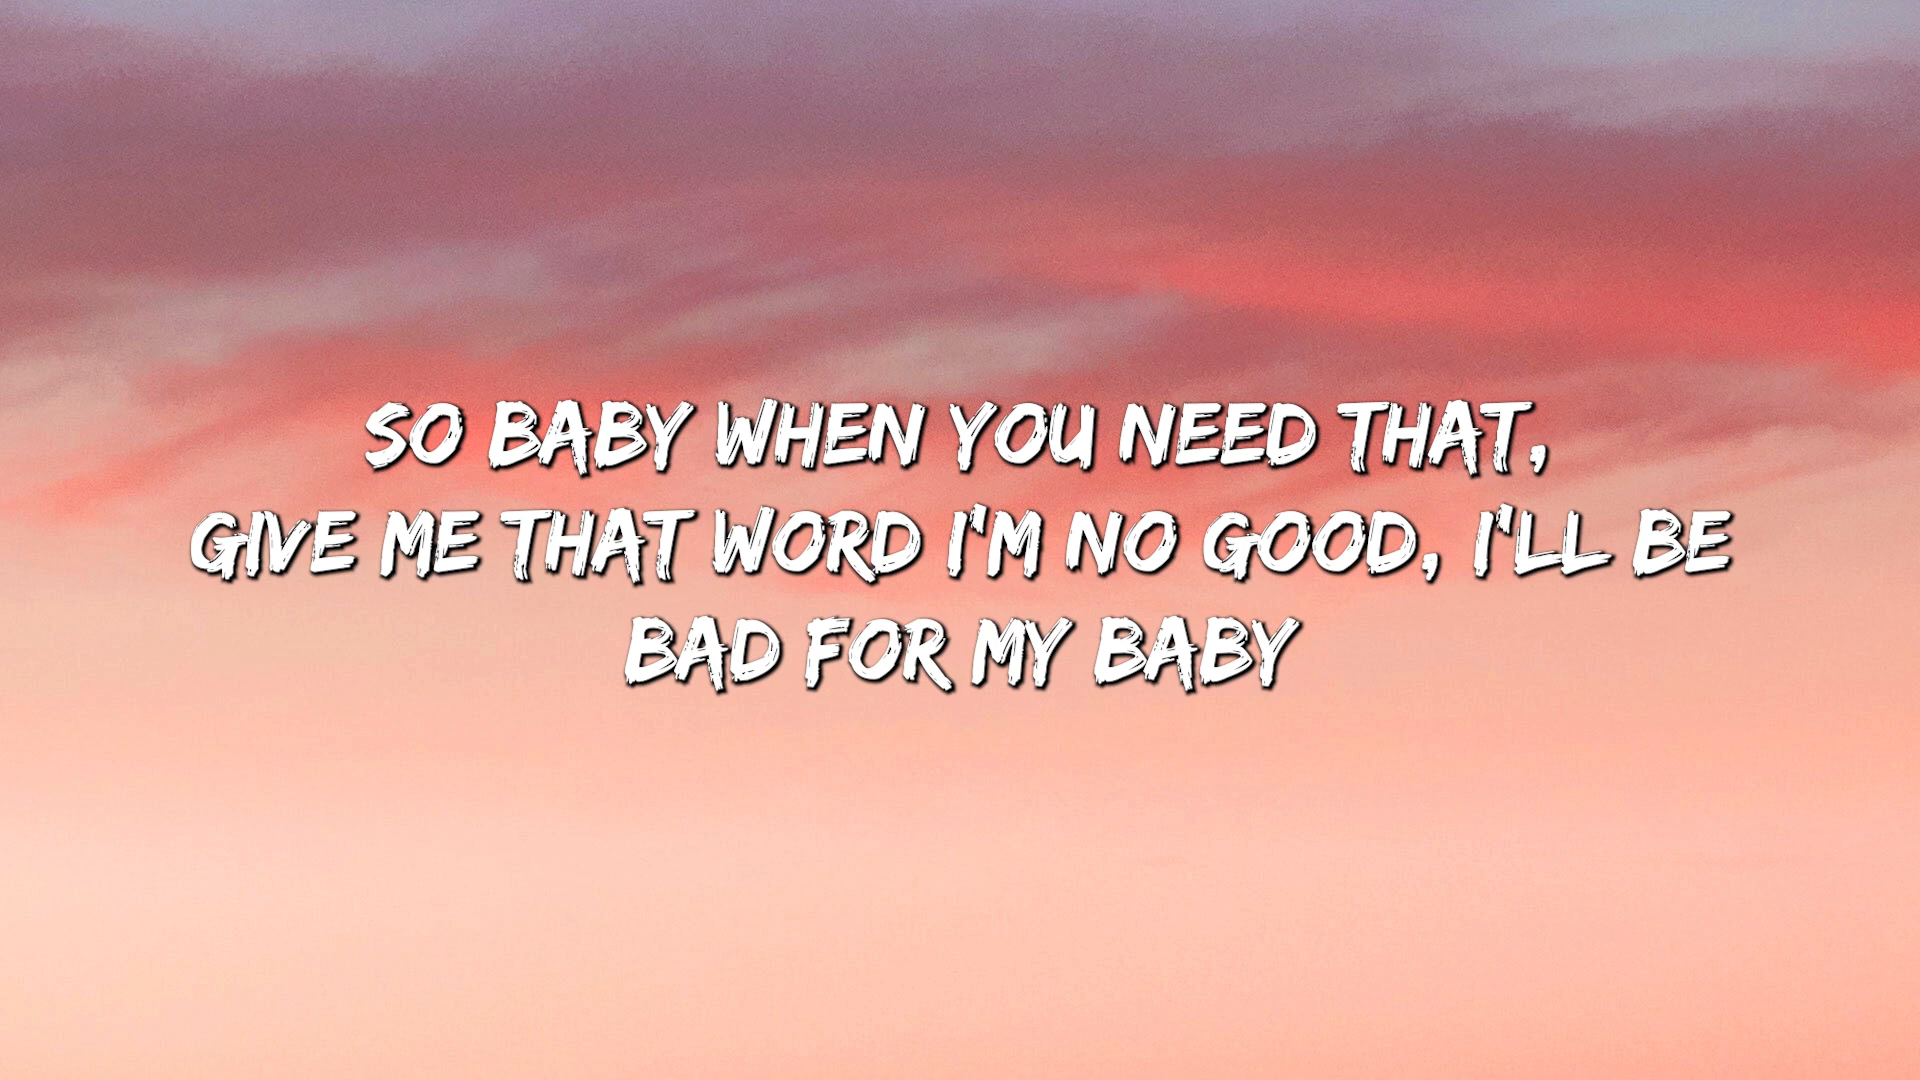 SO BABY WHEN YOU NEED THAT,
GIVE ME THAT WORD I'M NO GOOD, I'LL BE
BAD FOR MY BABY